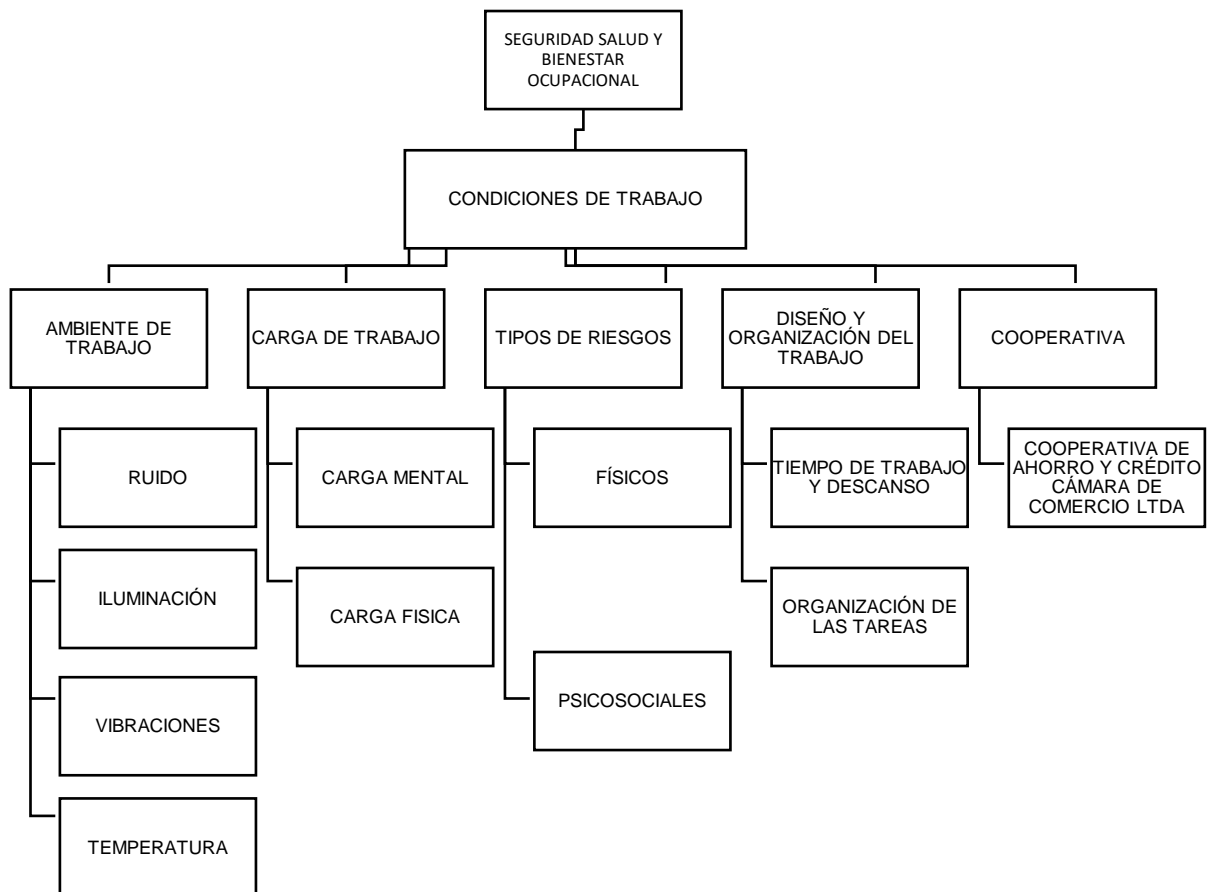 SEGURIDAD SALUD Y
BIENESTAR
OCUPACIONAL
CONDICIONES DE TRABAJO
AMBIENTE DE
TRABAJO
CARGA DE TRABAJO
TIPOS DE RIESGOS
DISEÑO Y
ORGANIZACIÓN DEL
TRABAJO
COOPERATIVA
RUIDO
CARGA MENTAL
FÍSICOS
TIEMPO DE TRABAJO
Y DESCANSO
COOPERATIVA DE
AHORRO Y CRÉDITO
CÁMARA DE
COMERCIO LTDA
ILUMINACIÓN
CARGA FISICA
ORGANIZACIÓN DE
LAS TAREAS
VIBRACIONES
PSICOSOCIALES
TEMPERATURA